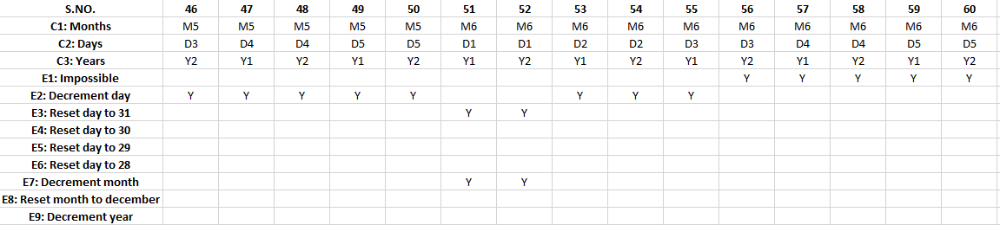 S.NO. 46 47 48 49 50 51 52 53 54 55 56 57 58 59 60
C1: Months M5 M5 M5 M5 M5 M6 M6 M6 M6 M6 M6 M6 M6 M6 M6
C2: Days D3 D4 D4 D5 D5 D1 D1 D2 D2 D3 D3 D4 D4 D5 D5
C3: Years Y2 Y1 Y2 Y1 Y2 Y1 Y2 Y1 Y2 Y1 Y2 Y1 Y2 Y1 Y2
E1: Impossible Y Y Y Y Y
E2: Decrement day Y Y Y Y Y Y Y Y
E3: Reset day to 31 Y Y
E4: Reset day to 30
E5: Reset day to 29
E6: Reset day to 28
E7: Decrement month Y Y
E8: Reset month to december
E9: Decrement year